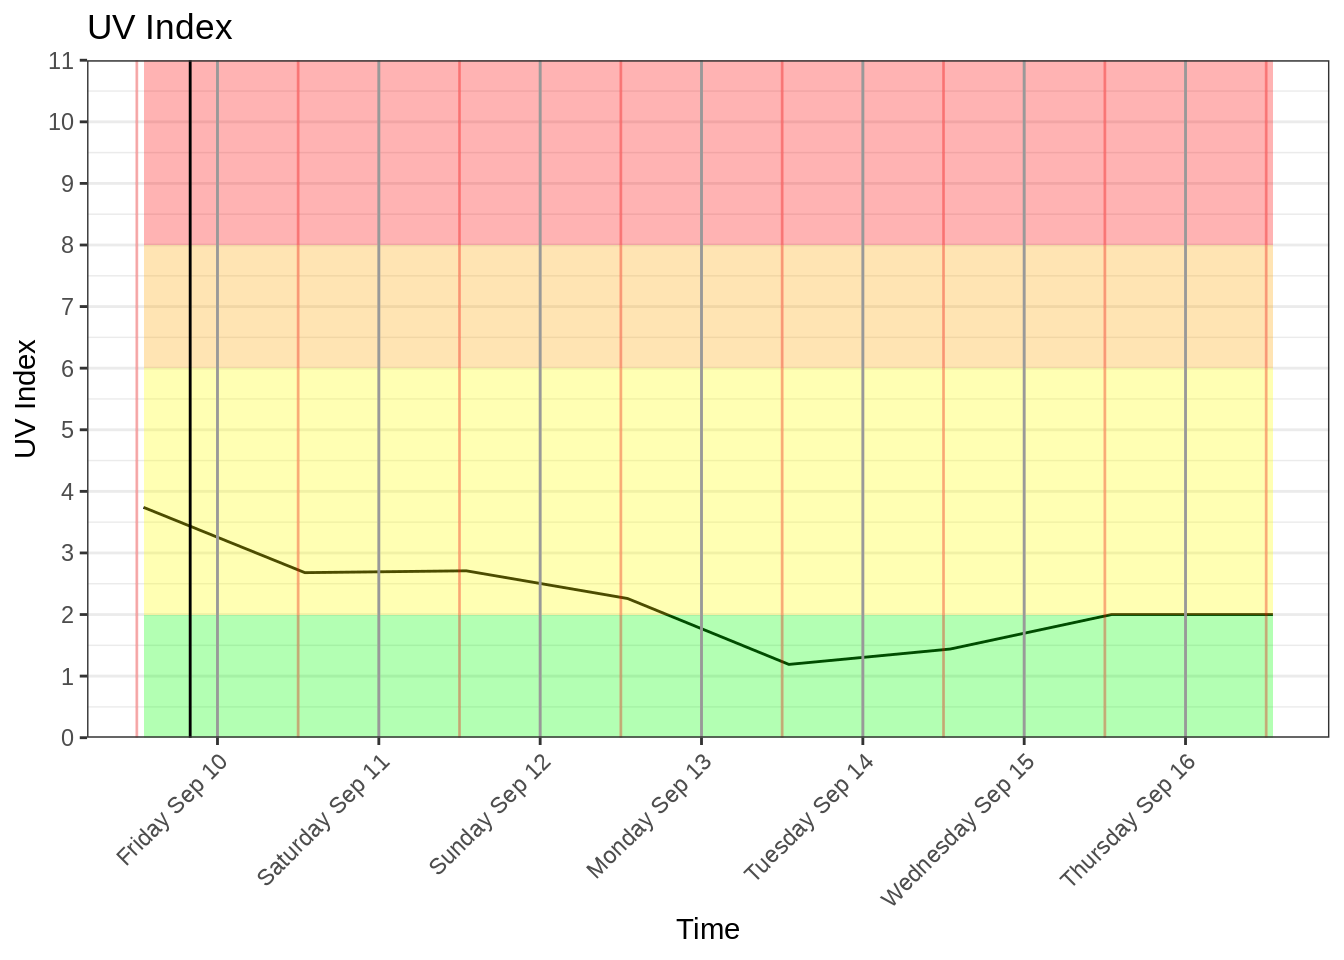 UV Index
11
10
9
8
7
6
5
4
3
2
1
0
UV Index
Friday Sep 10
Saturday Sep 11
Sunday Sep 12
Monday Sep 13
Tuesday Sep 14
Wednesday Sep 15
Thursday Sep 16
Time